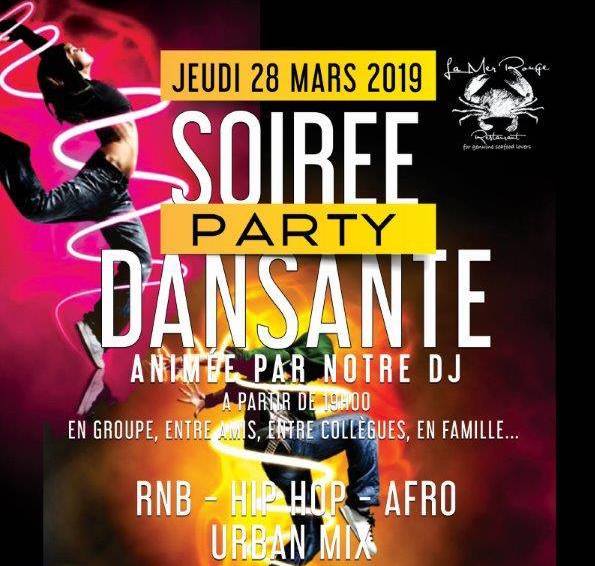 JEUDI 28 MARS 2019
La Mer Rouge
Restaurant
for genuine seafood lovers
SOIREE
PARTY
DANSANTE
ANIMÉE PAR NOTRE DJ
A PARTIR DE 19H00
EN GROUPE, ENTRE AMIS, ENTRE COLLÈGUES, EN FAMILLE...
RNB - HIP HOP - AFRO
URBAN MIX